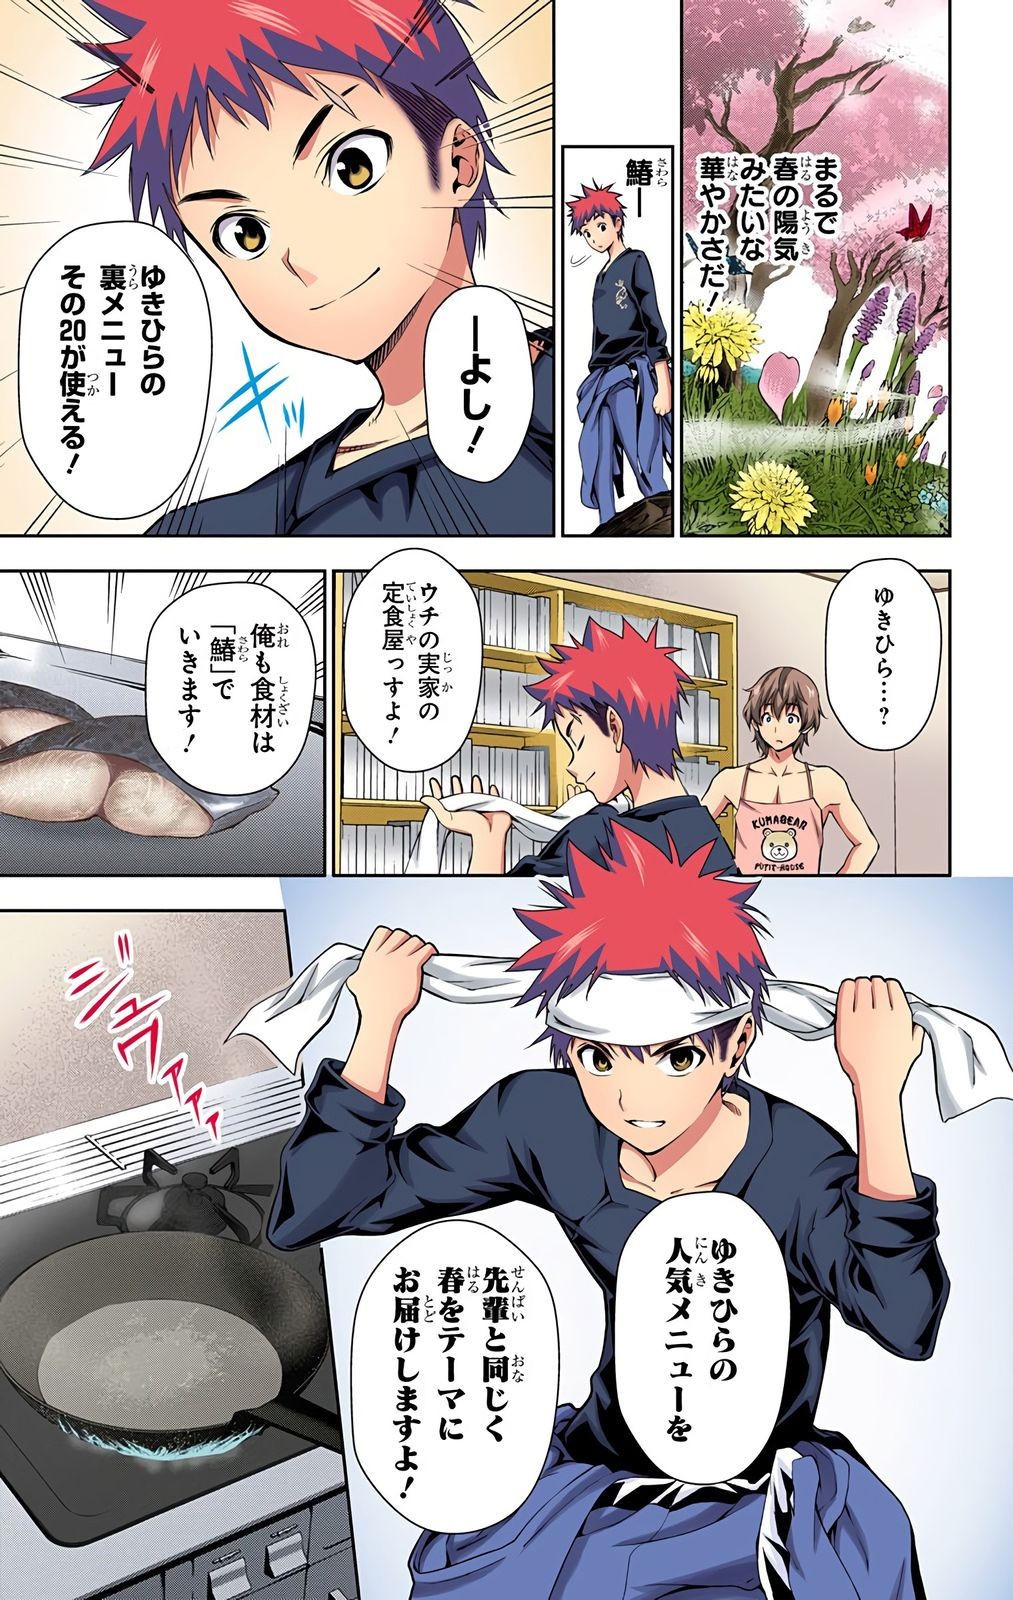 まるで
春の陽気
みたいな
華やかさだ！
鰆ー
ーよし！
ゆきひらの
裏メニュー
その20が使える！
ギッ
ゆきひら…？
KUMABEAR
PUTIT-HOUSE
ウチの実家の
定食屋っすよ！
俺も食材は
「鰆」で
いきます！
ジュワァァァ
ゆきひらの
人気メニューを
先輩と同じく
春をテーマに
お届けしますよ！